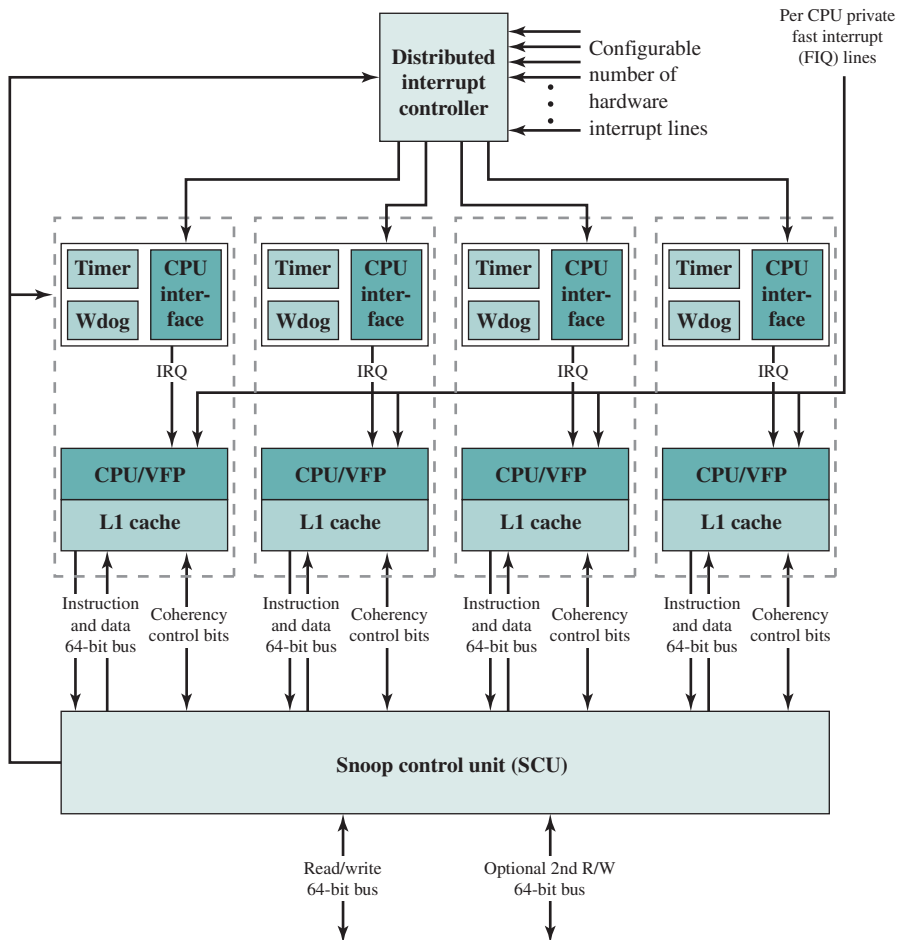 Per CPU private
fast interrupt
(FIQ) lines
Distributed
interrupt
controller
Configurable
number of
hardware
interrupt lines
Timer
Wdog
CPU
inter-
face
Timer
Wdog
CPU
inter-
face
Timer
Wdog
CPU
inter-
face
Timer
Wdog
CPU
inter-
face
IRQ
IRQ
IRQ
IRQ
CPU/VFP
L1 cache
CPU/VFP
L1 cache
CPU/VFP
L1 cache
CPU/VFP
L1 cache
Instruction
and data
64-bit bus
Coherency
control bits
Instruction
and data
64-bit bus
Coherency
control bits
Instruction
and data
64-bit bus
Coherency
control bits
Instruction
and data
64-bit bus
Coherency
control bits
Snoop control unit (SCU)
Read/write
64-bit bus
Optional 2nd R/W
64-bit bus